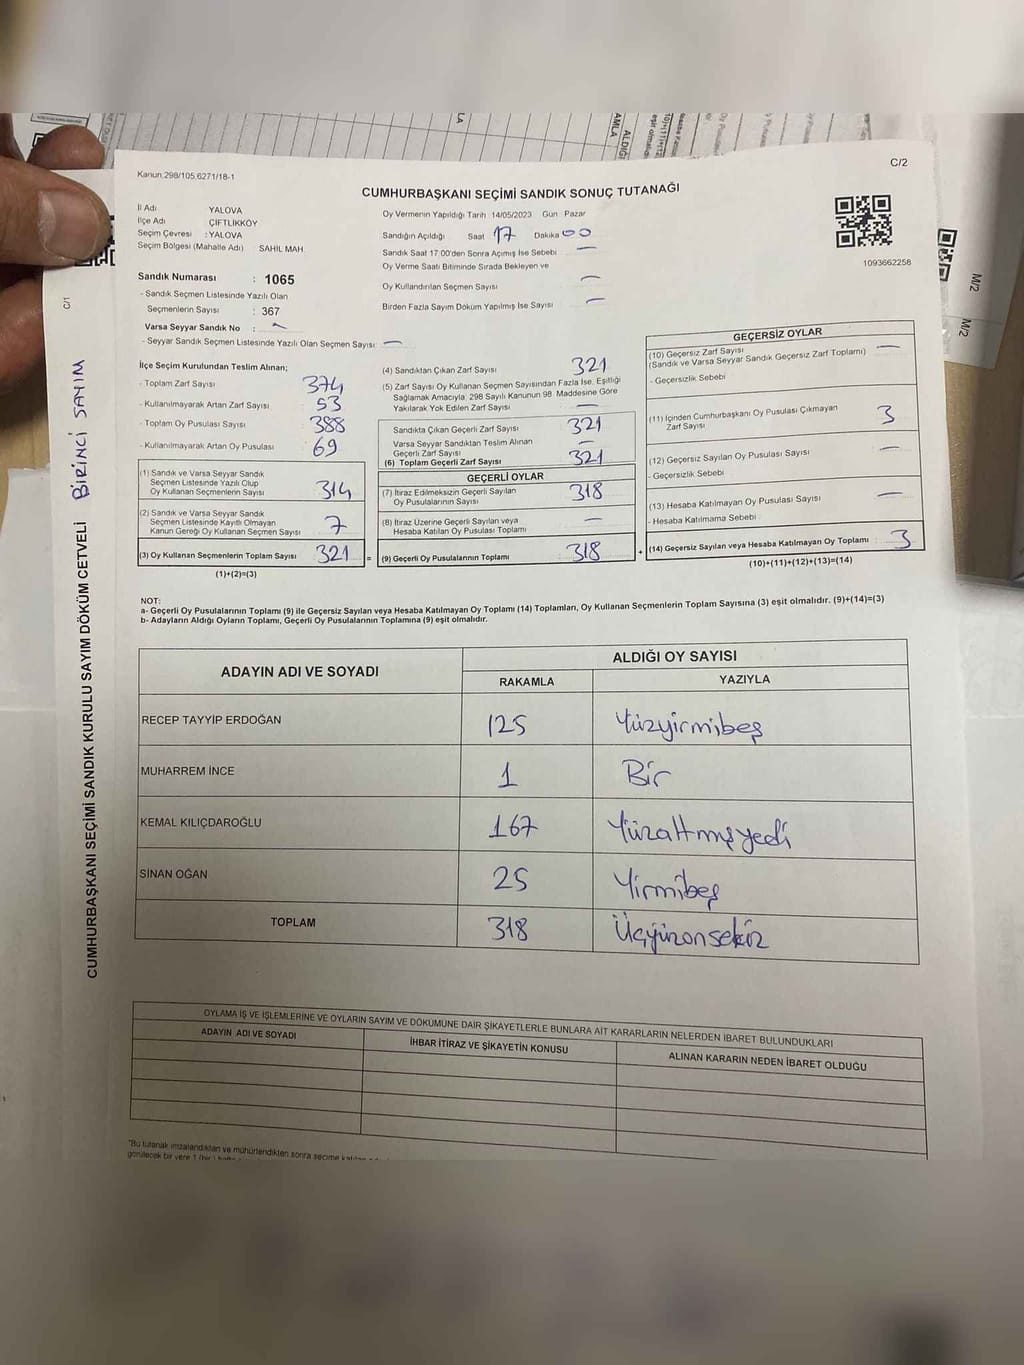 C/2
Kanun:298/105,6271/18-1
CUMHURBAŞKANI SEÇİMİ SANDIK SONUÇ TUTANAĞI
İl Adı YALOVA
İlçe Adı ÇİFTLİKKÖY
Seçim Çevresi : YALOVA
Seçim Bölgesi (Mahalle Adı) SAHİL MAH.
Sandık Numarası : 1065
- Sandık Seçmen Listesinde Yazılı Olan
Seçmenlerin Sayısı : 367
Varsa Seyyar Sandık No : —
- Seyyar Sandık Seçmen Listesinde Yazılı Olan Seçmen Sayısı: —
Oy Vermenin Yapıldığı Tarih 14/05/2023 Gün : Pazar
Sandığın Açıldığı Saat 17 Dakika 00
Sandık Saat 17.00'den Sonra Açımış İse Sebebi —
Oy Verme Saati Bitiminde Sırada Bekleyen ve
Oy Kullandırılan Seçmen Sayısı —
Birden Fazla Sayım Döküm Yapılmış İse Sayısı —
1093662258
İlçe Seçim Kurulundan Teslim Alınan;
- Toplam Zarf Sayısı 374
- Kullanılmayarak Artan Zarf Sayısı 53
- Toplam Oy Pusulası Sayısı 388
- Kullanılmayarak Artan Oy Pusulası 69
(1) Sandık ve Varsa Seyyar Sandık
Seçmen Listesinde Yazılı Olup
Oy Kullanan Seçmenlerin Sayısı 314
(2) Sandık ve Varsa Seyyar Sandık
Seçmen Listesinde Kayıtlı Olmayan
Kanun Gereği Oy Kullanan Seçmen Sayısı 7
(3) Oy Kullanan Seçmenlerin Toplam Sayısı 321 =
(1)+(2)=(3)
(4) Sandıktan Çıkan Zarf Sayısı 321
(5) Zarf Sayısı Oy Kullanan Seçmen Sayısından Fazla İse, Eşitliği
Sağlamak Amacıyla, 298 Sayılı Kanunun 98. Maddesine Göre
Yakılarak Yok Edilen Zarf Sayısı —
Sandıkta Çıkan Geçerli Zarf Sayısı 321
Varsa Seyyar Sandıktan Teslim Alınan
Geçerli Zarf Sayısı —
(6) Toplam Geçerli Zarf Sayısı 321
GEÇERLİ OYLAR
(7) İtiraz Edilmeksizin Geçerli Sayılan
Oy Pusulalarının Sayısı 318
(8) İtiraz Üzerine Geçerli Sayılan veya
Hesaba Katılan Oy Pusulası Toplamı —
(9) Geçerli Oy Pusulalarının Toplamı 318 +
GEÇERSİZ OYLAR
(10) Geçersiz Zarf Sayısı —
(Sandık ve Varsa Seyyar Sandık Geçersiz Zarf Toplamı)
- Geçersizlik Sebebi
(11) İçinden Cumhurbaşkanı Oy Pusulası Çıkmayan
Zarf Sayısı 3
(12) Geçersiz Sayılan Oy Pusulası Sayısı —
- Geçersizlik Sebebi
(13) Hesaba Katılmayan Oy Pusulası Sayısı —
- Hesaba Katılmama Sebebi
(14) Geçersiz Sayılan veya Hesaba Katılmayan Oy Toplamı : 3
(10)+(11)+(12)+(13)=(14)
NOT:
a- Geçerli Oy Pusulalarının Toplamı (9) ile Geçersiz Sayılan veya Hesaba Katılmayan Oy Toplamı (14) Toplamları, Oy Kullanan Seçmenlerin Toplam Sayısına (3) eşit olmalıdır. (9)+(14)=(3)
b- Adayların Aldığı Oyların Toplamı, Geçerli Oy Pusulalarının Toplamına (9) eşit olmalıdır.
ADAYIN ADI VE SOYADI ALDIĞI OY SAYISI
RAKAMLA YAZIYLA
RECEP TAYYİP ERDOĞAN 125 Yüzyirmibeş
MUHARREM İNCE 1 Bir
KEMAL KILIÇDAROĞLU 167 Yüzaltmışyedi
SİNAN OĞAN 25 Yirmibeş
TOPLAM 318 Üçyüzonsekiz
OYLAMA İŞ VE İŞLEMLERİNE VE OYLARIN SAYIM VE DÖKÜMÜNE DAİR ŞİKAYETLERLE BUNLARA AİT KARARLARIN NELERDEN İBARET BULUNDUKLARI
ADAYIN ADI VE SOYADI İHBAR İTİRAZ VE ŞİKAYETİN KONUSU ALINAN KARARIN NEDEN İBARET OLDUĞU
"Bu tutanak imzalandıktan ve mühürlendikten sonra seçime
görülecek bir yere 1 (bir)
C/1
CUMHURBAŞKANI SEÇİMİ SANDIK KURULU SAYIM DÖKÜM CETVELİ BİRİNCİ SAYIM
M/2
M/2